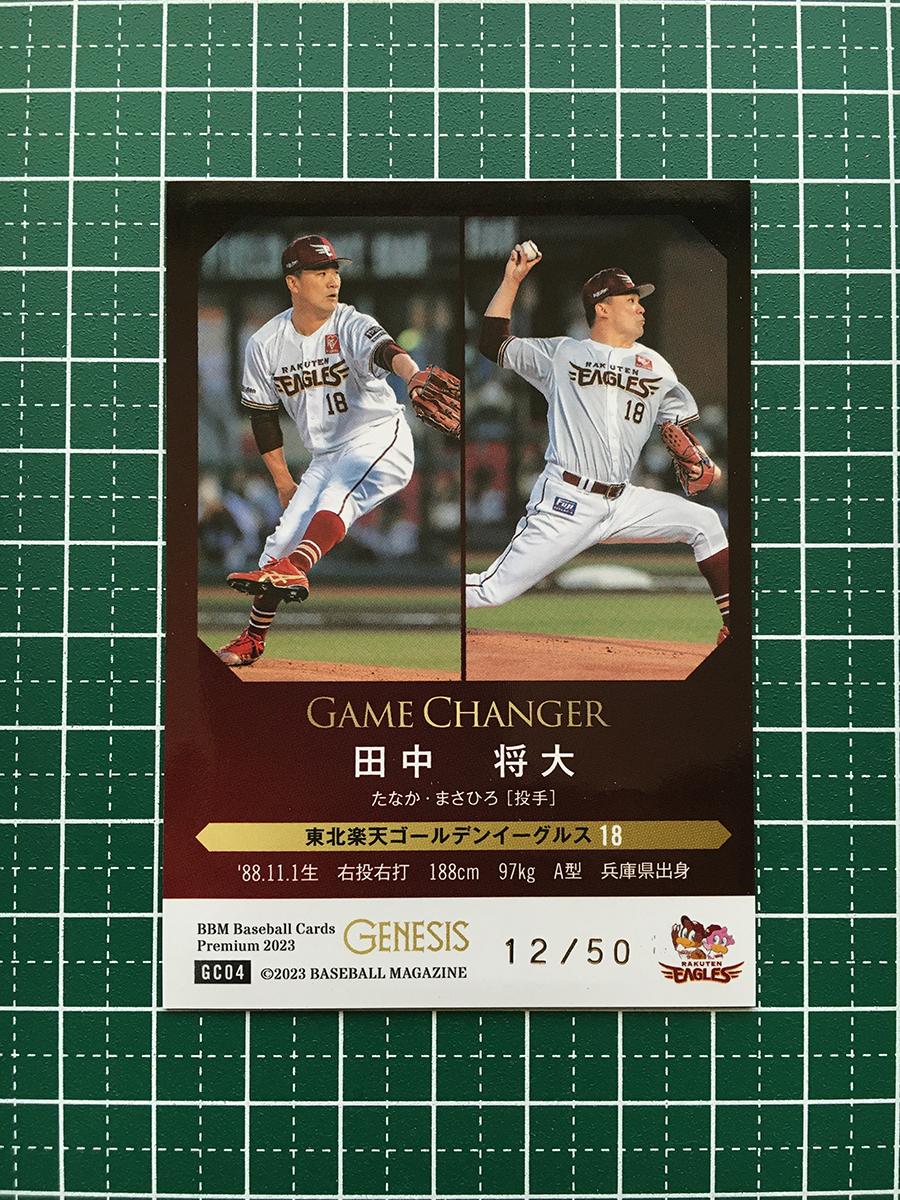 RAKUTEN
EAGLES
18
RAKUTEN
EAGLES
18
Fuji
GAME CHANGER
田中 将大
たなか・まさひろ [投手]
東北楽天ゴールデンイーグルス 18
'88.11.1生 右投右打 188cm 97kg A型 兵庫県出身
BBM Baseball Cards
Premium 2023
GENESIS
12/50
GC04 ©2023 BASEBALL MAGAZINE
RAKUTEN
EAGLES